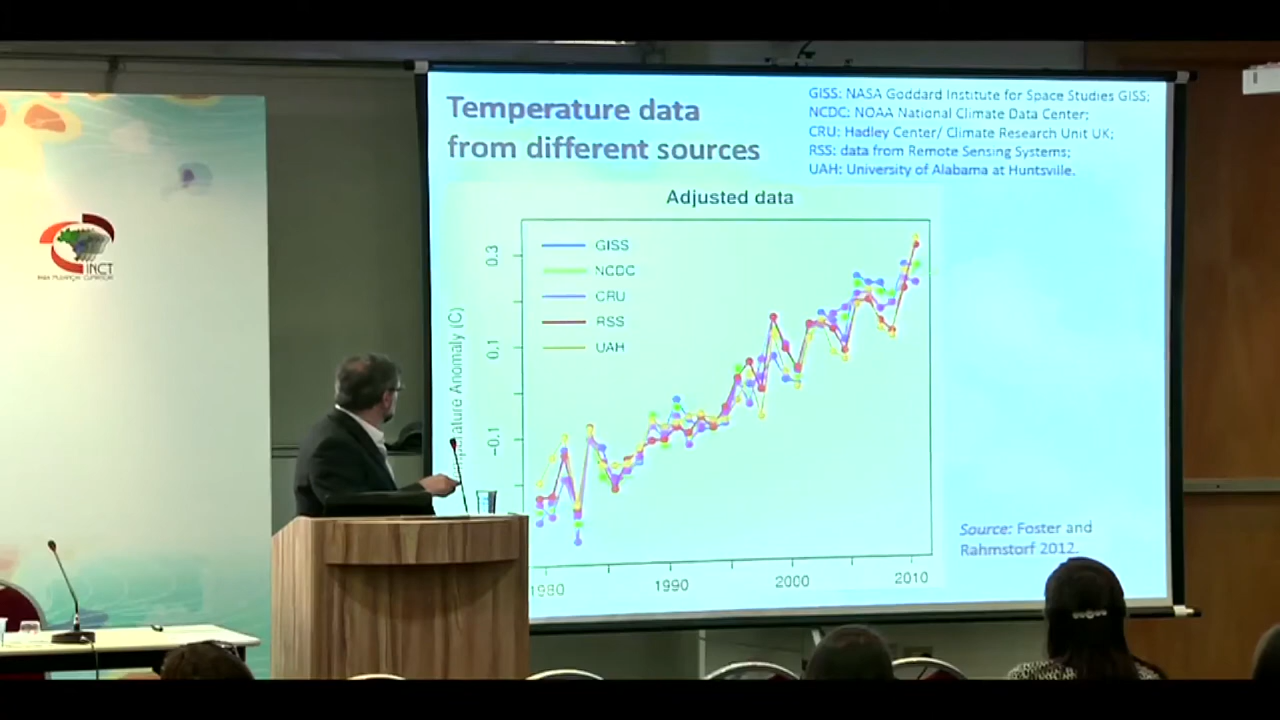 Temperature data
from different sources
GISS: NASA Goddard Institute for Space Studies GISS;
NCDC: NOAA National Climate Data Center;
CRU: Hadley Center/ Climate Research Unit UK;
RSS: data from Remote Sensing Systems;
UAH: University of Alabama at Huntsville.
Adjusted data
GISS
NCDC
CRU
RSS
UAH
0.3
0.1
-0.1
perature Anomaly (C)
1980
1990
2000
2010
Source: Foster and
Rahmstorf 2012.
INCT